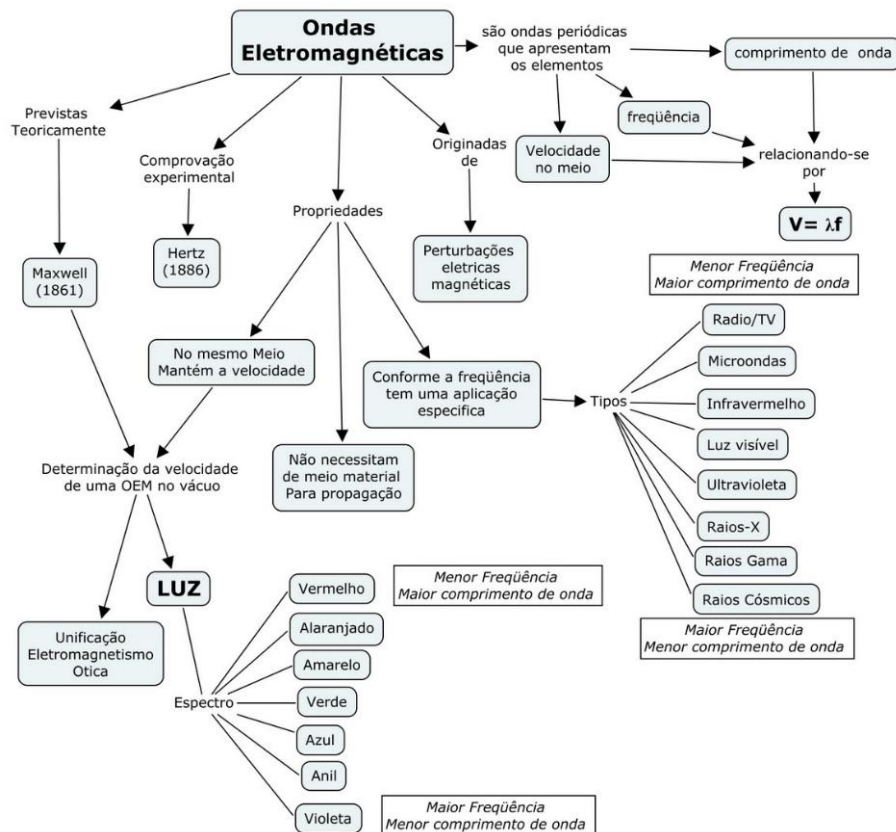 Ondas
Eletromagnéticas
são ondas periódicas
que apresentam
os elementos
comprimento de onda
freqüência
Velocidade
no meio
relacionando-se
por
V= λf
Previstas
Teoricamente
Comprovação
experimental
Originadas
de
Propriedades
Maxwell
(1861)
Hertz
(1886)
Perturbações
eletricas
magnéticas
No mesmo Meio
Mantém a velocidade
Conforme a freqüência
tem uma aplicação
especifica
Não necessitam
de meio material
Para propagação
Menor Freqüência
Maior comprimento de onda
Tipos
Radio/TV
Microondas
Infravermelho
Luz visível
Ultravioleta
Raios-X
Raios Gama
Raios Cósmicos
Maior Freqüência
Menor comprimento de onda
Determinação da velocidade
de uma OEM no vácuo
Unificação
Eletromagnetismo
Otica
LUZ
Espectro
Vermelho
Alaranjado
Amarelo
Verde
Azul
Anil
Violeta
Menor Freqüência
Maior comprimento de onda
Maior Freqüência
Menor comprimento de onda